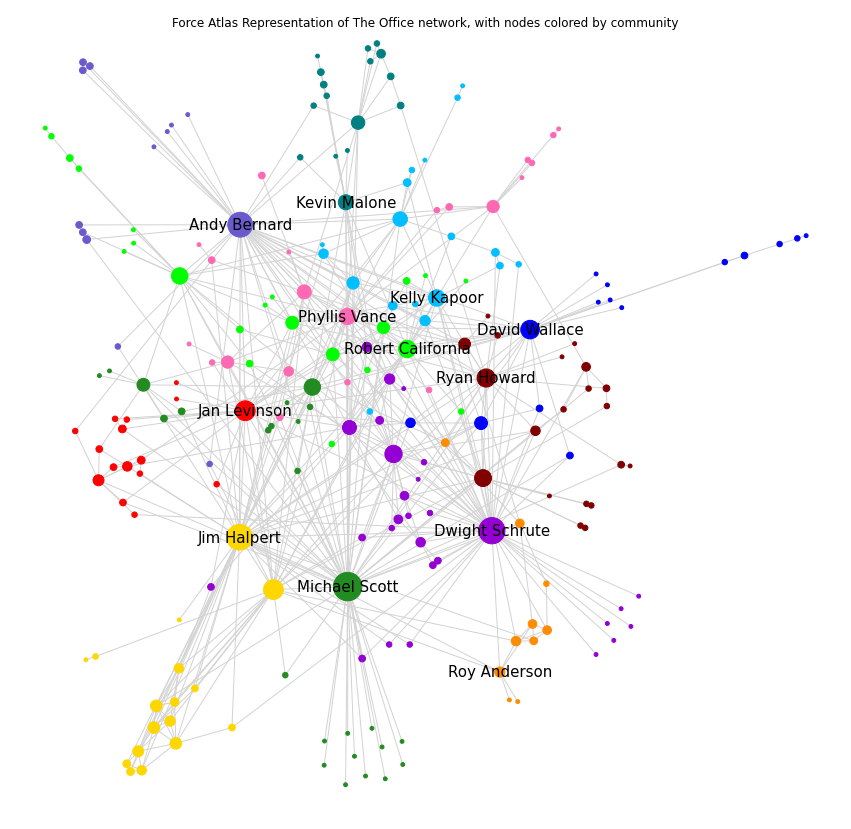 Force Atlas Representation of The Office network, with nodes colored by community
Kevin Malone
Andy Bernard
Kelly Kapoor
Phyllis Vance
David Wallace
Robert California
Ryan Howard
Jan Levinson
Dwight Schrute
Jim Halpert
Michael Scott
Roy Anderson